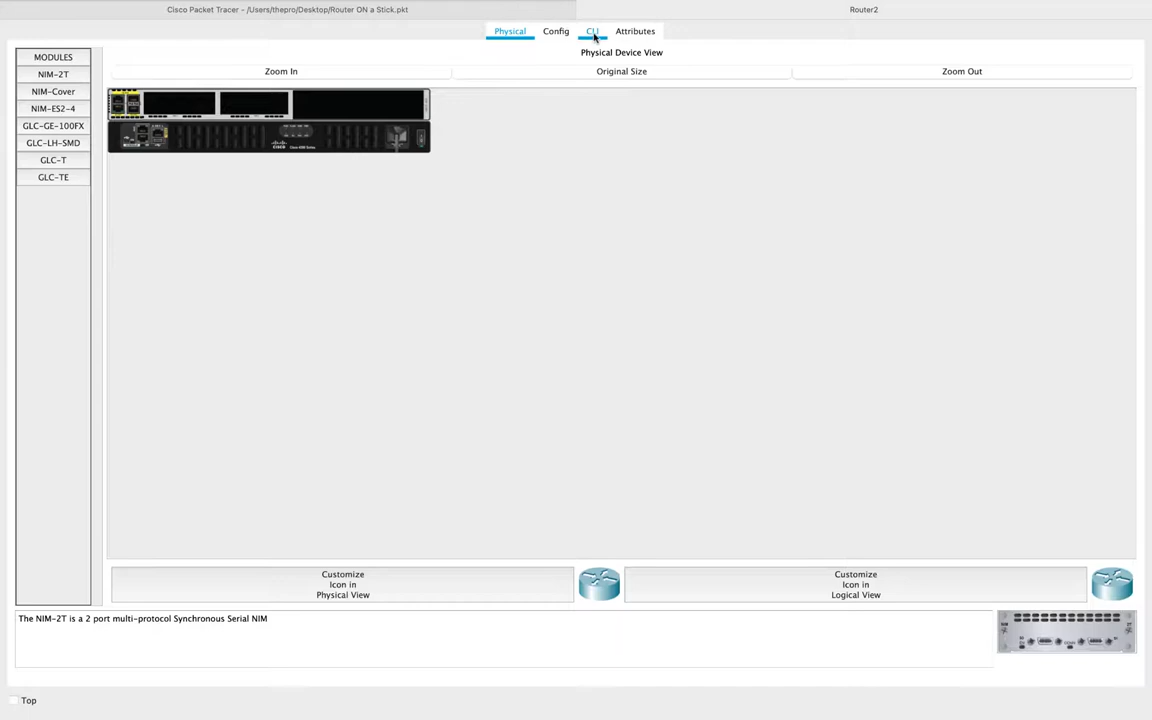 Cisco Packet Tracer - /Users/thepro/Desktop/Router ON a Stick.pkt
Router2
Physical
Config
CLI
Attributes
MODULES
NIM-2T
NIM-Cover
NIM-ES2-4
GLC-GE-100FX
GLC-LH-SMD
GLC-T
GLC-TE
Physical Device View
Zoom In
Original Size
Zoom Out
CISCO
Customize
Icon in
Physical View
Customize
Icon in
Logical View
The NIM-2T is a 2 port multi-protocol Synchronous Serial NIM
Top